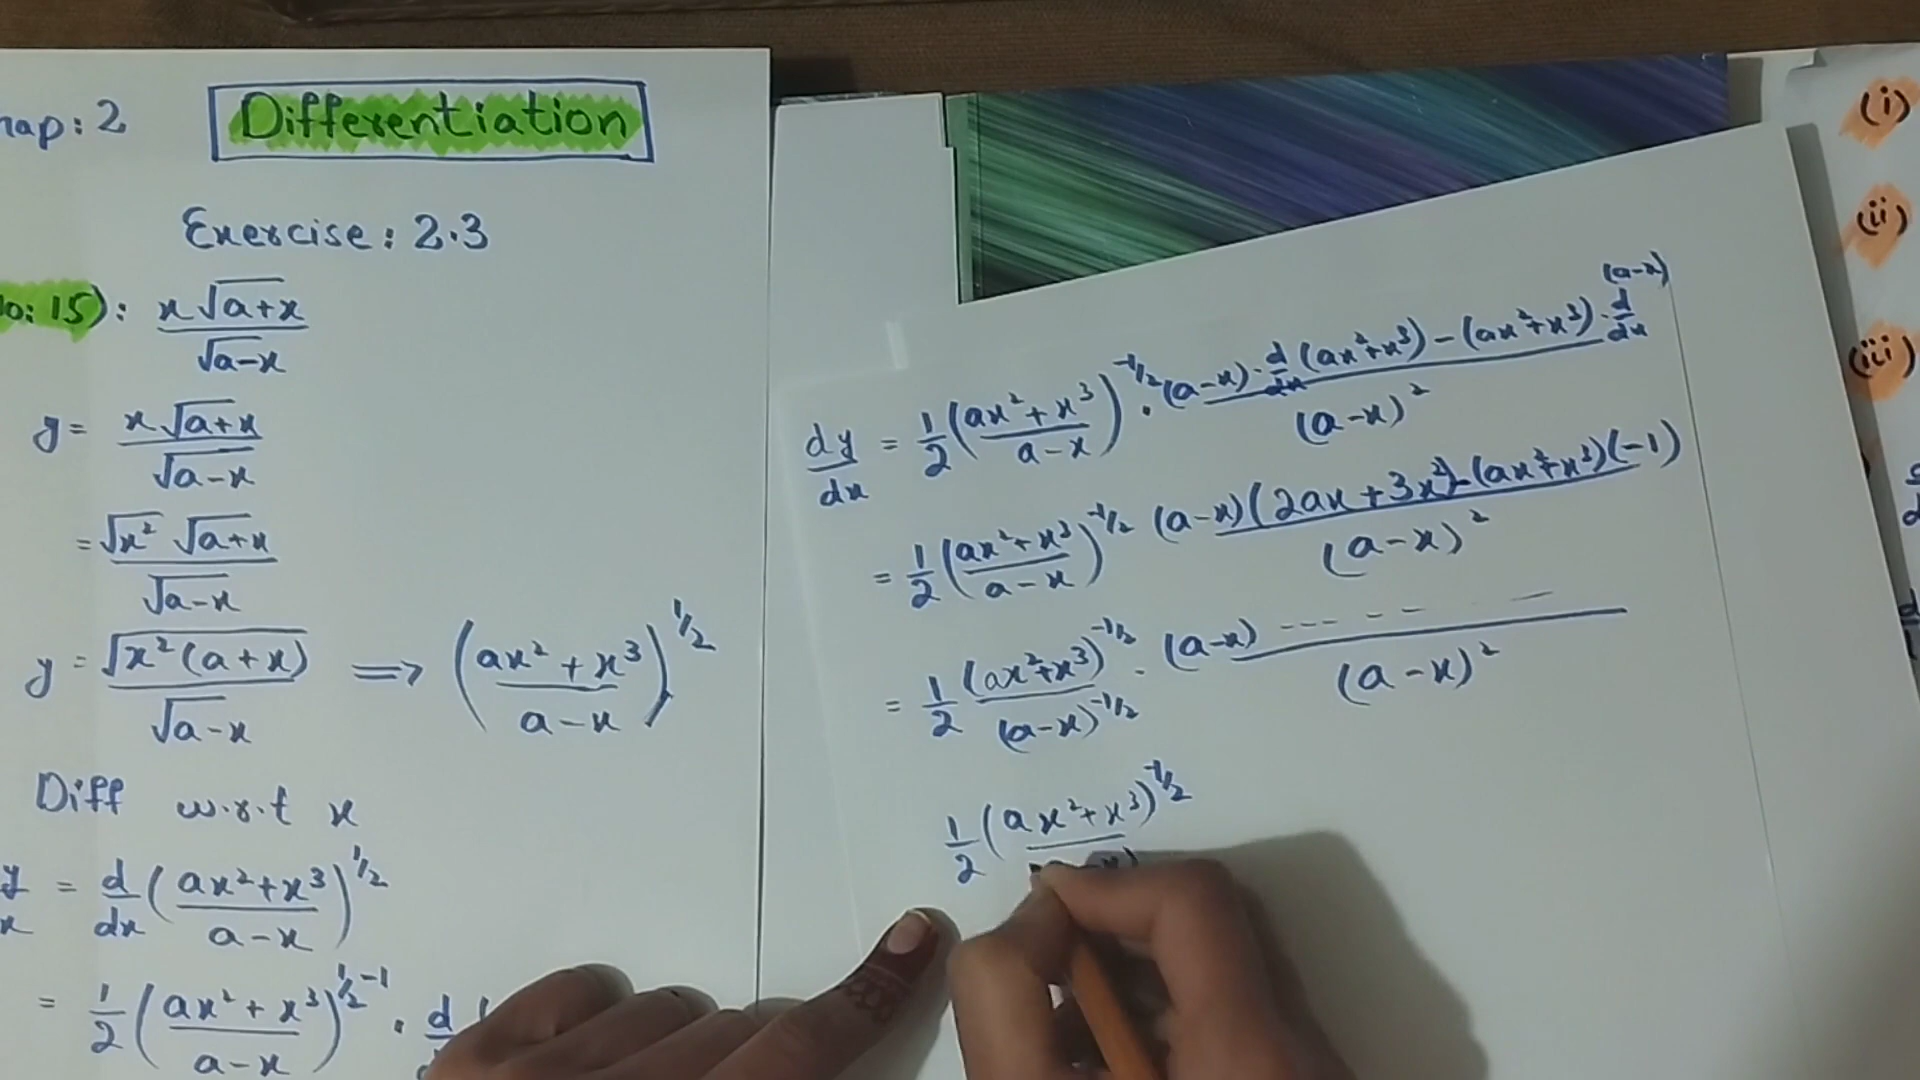 hap: 2
Differentiation
Exercise: 2.3
o: 15): x√(a+x) / √(a-x)
y = x√(a+x) / √(a-x)
= √x² √(a+x) / √(a-x)
y = √(x²(a+x)) / √(a-x) ⟹ ((ax² + x³) / (a-x))^1/2
Diff w.r.t x
y/x = d/dx ((ax²+x³) / (a-x))^1/2
= 1/2 ((ax² + x³) / (a-x))^1/2-1 · d
dy/dx = 1/2 ((ax² + x³) / (a-x))^-1/2 · ((a-x) · d/dx (ax²+x³) - (ax²+x³) · d/dx (a-x)) / (a-x)²
= 1/2 ((ax²+x³) / (a-x))^-1/2 (a-x)(2ax + 3x²) - (ax²+x³)(-1) / (a-x)²
= 1/2 (ax²+x³)^-1/2 / (a-x)^-1/2 · (a-x) --- - - / (a-x)²
1/2 (ax²+x³)^-1/2
(i)
(ii)
(iii)